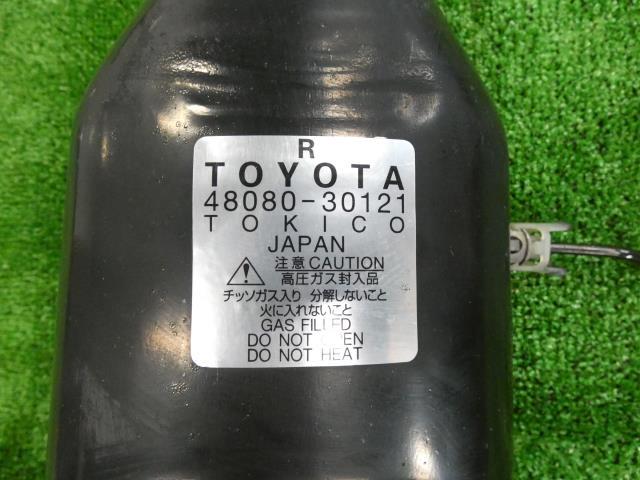 R
TOYOTA
48080-30121
TOKICO
JAPAN
注意 CAUTION
高圧ガス封入品
チッソガス入り 分解しないこと
火に入れないこと
GAS FILLED
DO NOT OPEN
DO NOT HEAT